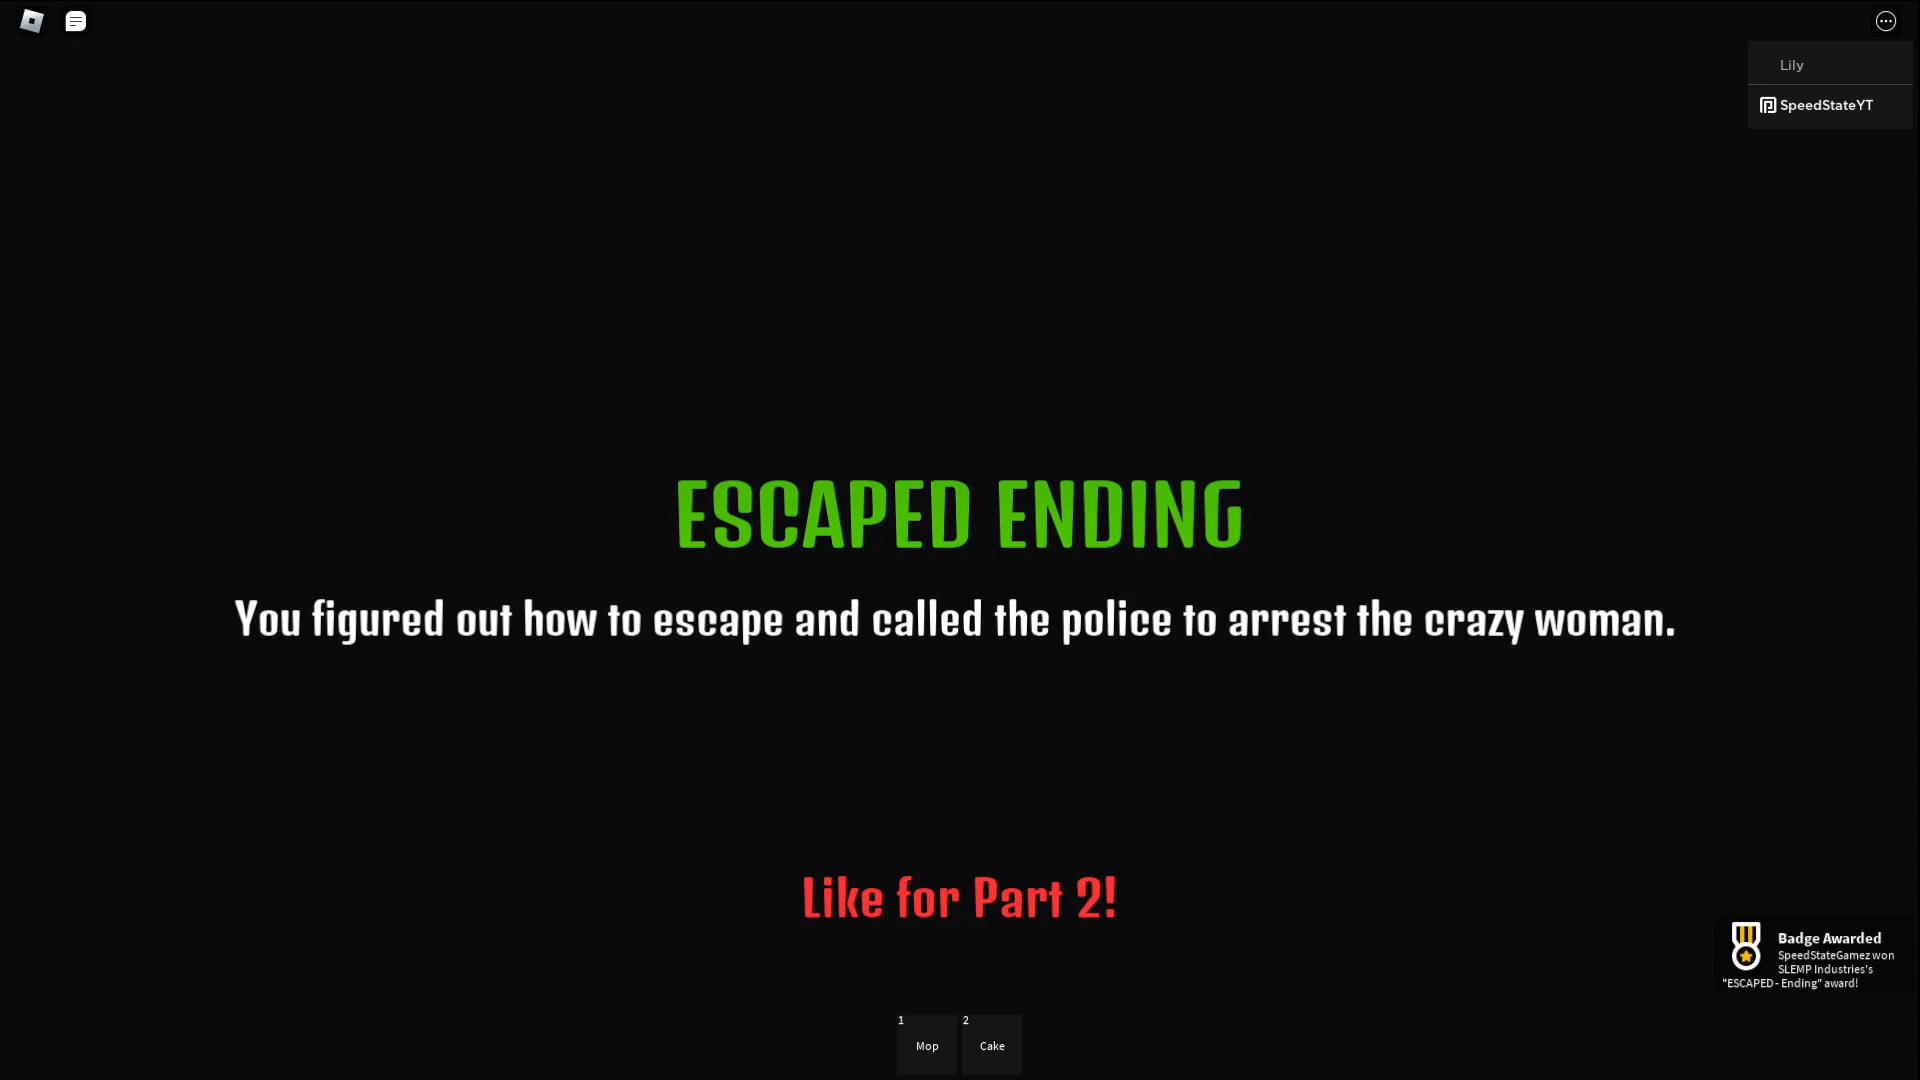 Lily
SpeedStateYT
ESCAPED ENDING
You figured out how to escape and called the police to arrest the crazy woman.
Like for Part 2!
Badge Awarded
SpeedStateGamez won
SLEMP Industries's
"ESCAPED - Ending" award!
1
Mop
2
Cake